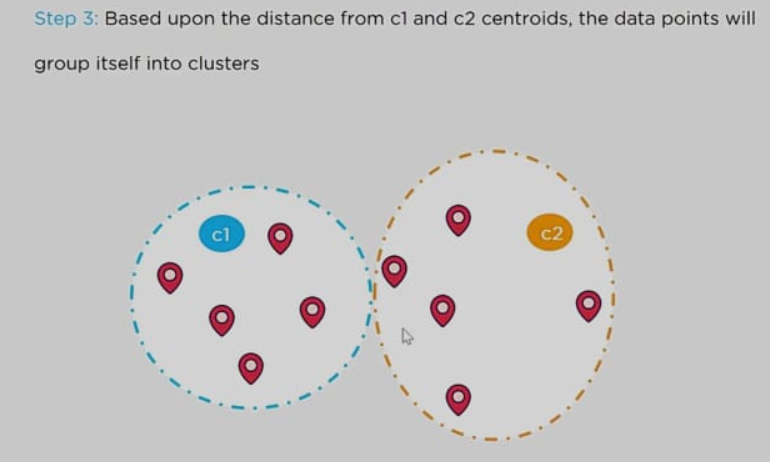 Step 3: Based upon the distance from c1 and c2 centroids, the data points will
group itself into clusters
c1
c2